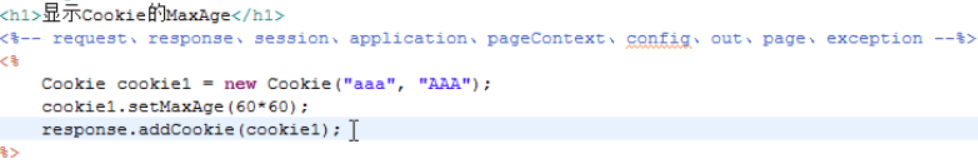 <h1>显示Cookie的MaxAge</h1>
<%-- request、response、session、application、pageContext、config、out、page、exception --%>
<%
Cookie cookie1 = new Cookie("aaa", "AAA");
cookie1.setMaxAge(60*60);
response.addCookie(cookie1);
%>